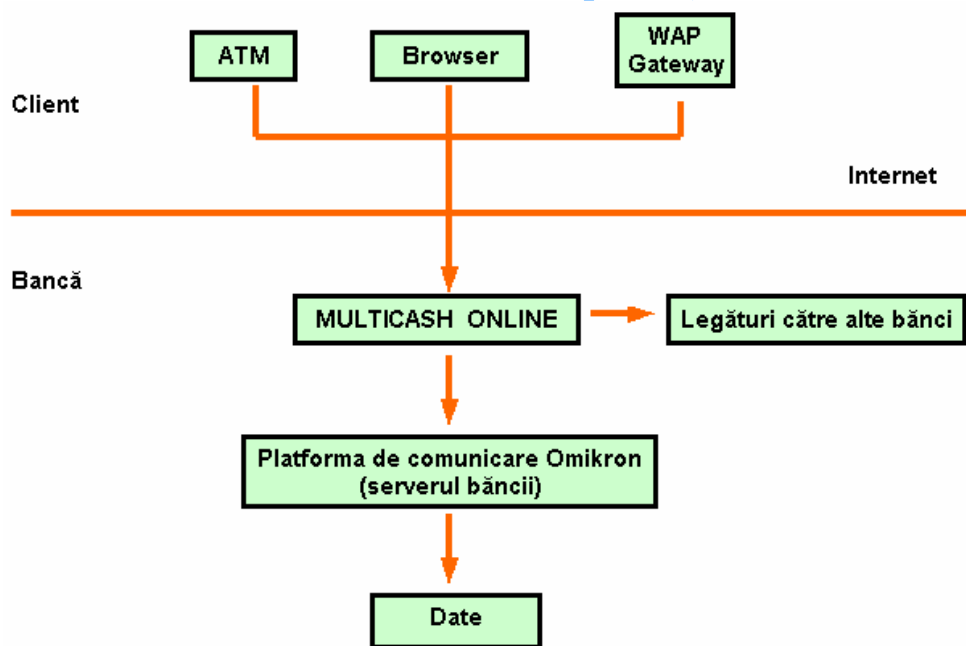 ATM
Browser
WAP
Gateway
Client
Internet
Bancă
MULTICASH ONLINE
Legături către alte bănci
Platforma de comunicare Omikron
(serverul băncii)
Date